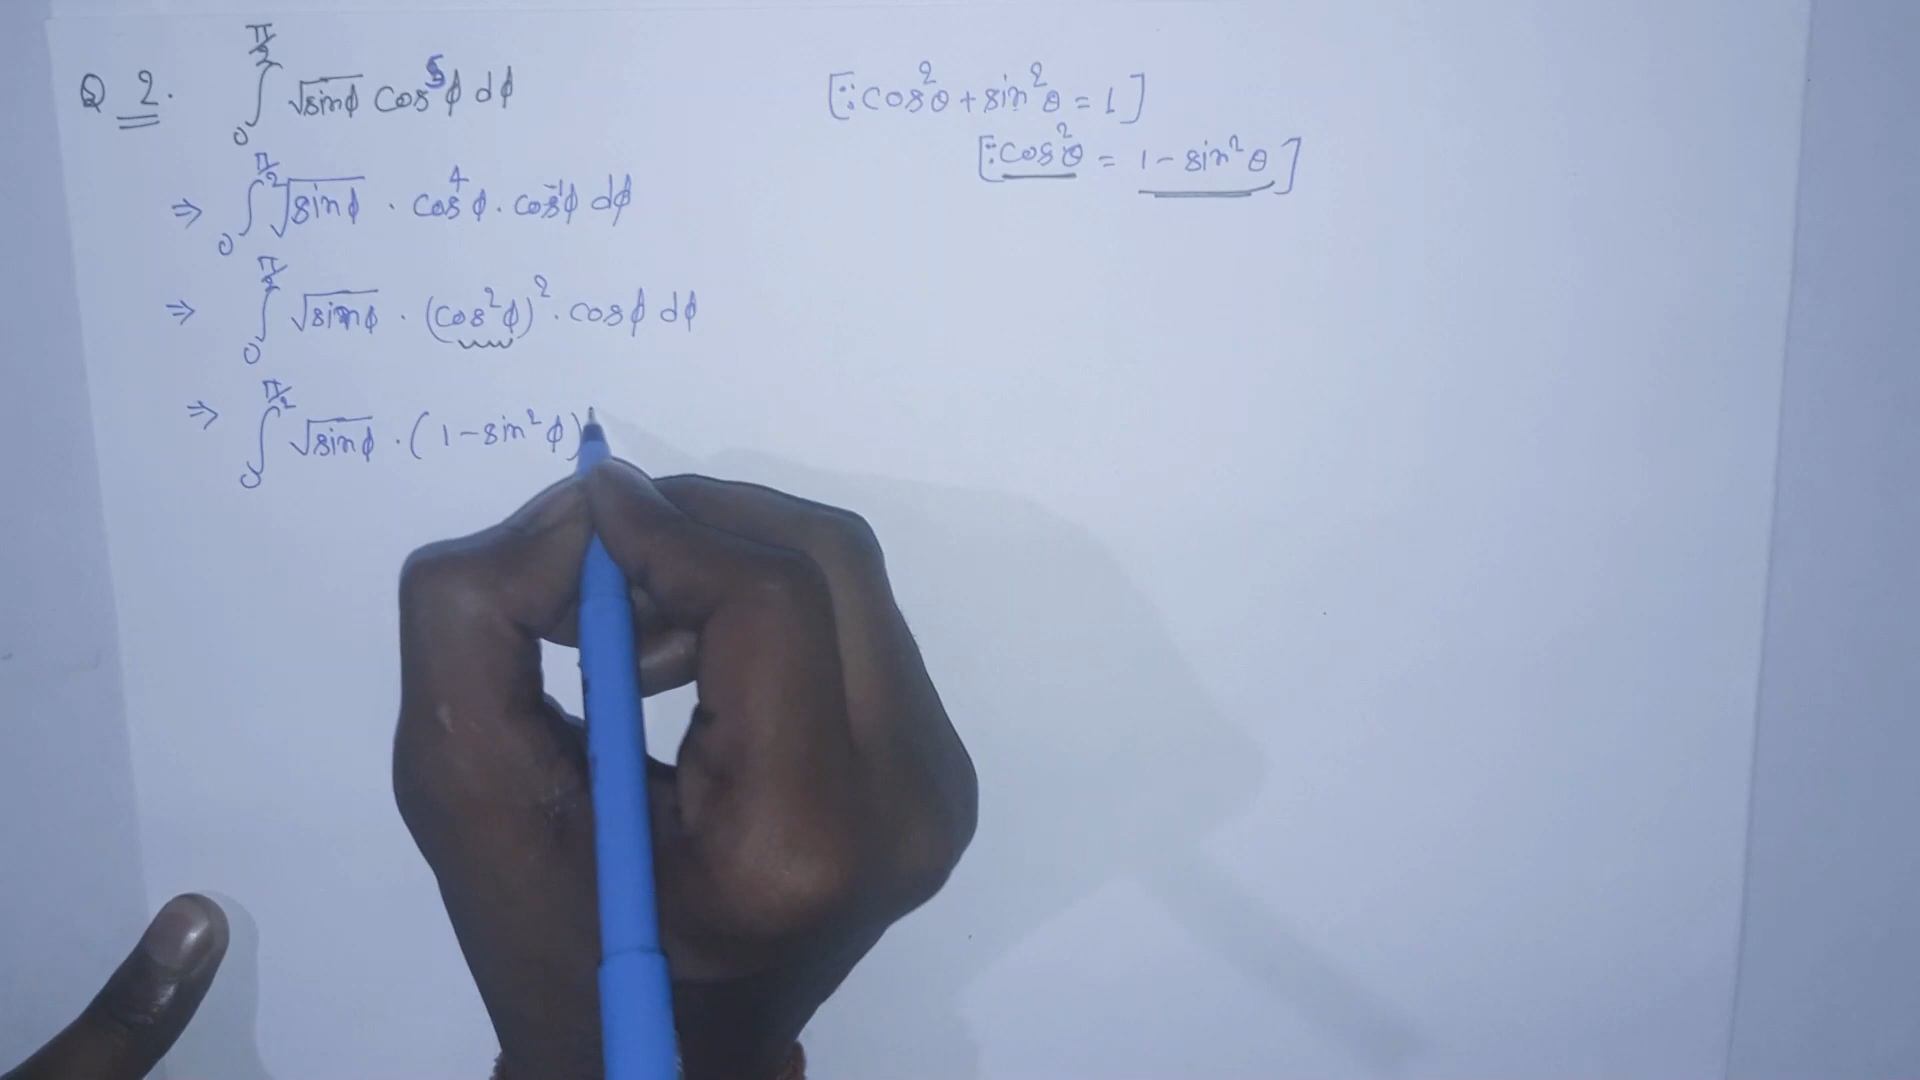 Q 2. ∫₀^π/2 √sinϕ Cos⁵ϕ dϕ
[∵ cos²θ + sin²θ = 1]
[∵ cos²θ = 1 - sin²θ]
⇒ ∫₀^π/2 √sinϕ · cos⁴ϕ · cos¹ϕ dϕ
⇒ ∫₀^π/2 √sinϕ · (cos²ϕ)² · cosϕ dϕ
⇒ ∫₀^π/2 √sinϕ · (1 - sin²ϕ)